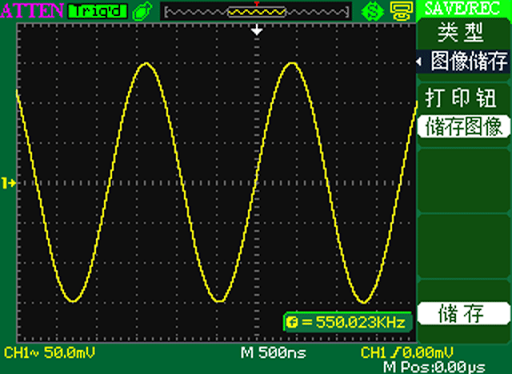 ATTEN Trig'd SAVE/REC
类型
图像储存
打印钮
储存图像
1
f = 550.023KHz
储存
CH1~ 50.0mV M 500ns CH1 /0.00mV
M Pos:0.00µs